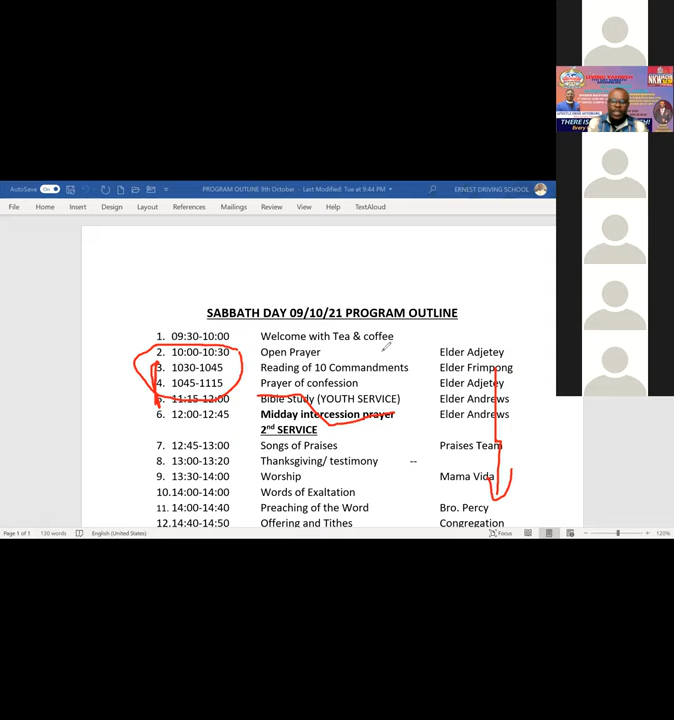 AutoSave On PROGRAM OUTLINE 9th October - Last Modified: Tue at 9:44 PM ERNEST DRIVING SCHOOL
File Home Insert Design Layout References Mailings Review View Help TextAloud
SABBATH DAY 09/10/21 PROGRAM OUTLINE
1. 09:30-10:00 Welcome with Tea & coffee
2. 10:00-10:30 Open Prayer Elder Adjetey
3. 1030-1045 Reading of 10 Commandments Elder Frimpong
4. 1045-1115 Prayer of confession Elder Adjetey
5. 11:15-12:00 Bible Study (YOUTH SERVICE) Elder Andrews
6. 12:00-12:45 Midday intercession prayer Elder Andrews
2nd SERVICE
7. 12:45-13:00 Songs of Praises Praises Team
8. 13:00-13:20 Thanksgiving/ testimony --
9. 13:30-14:00 Worship Mama Vida
10. 14:00-14:00 Words of Exaltation
11. 14:00-14:40 Preaching of the Word Bro. Percy
12. 14:40-14:50 Offering and Tithes Congregation
Page 1 of 1 130 words English (United States) Focus 120%
LIVING YAHWEH
THERE IS
Every